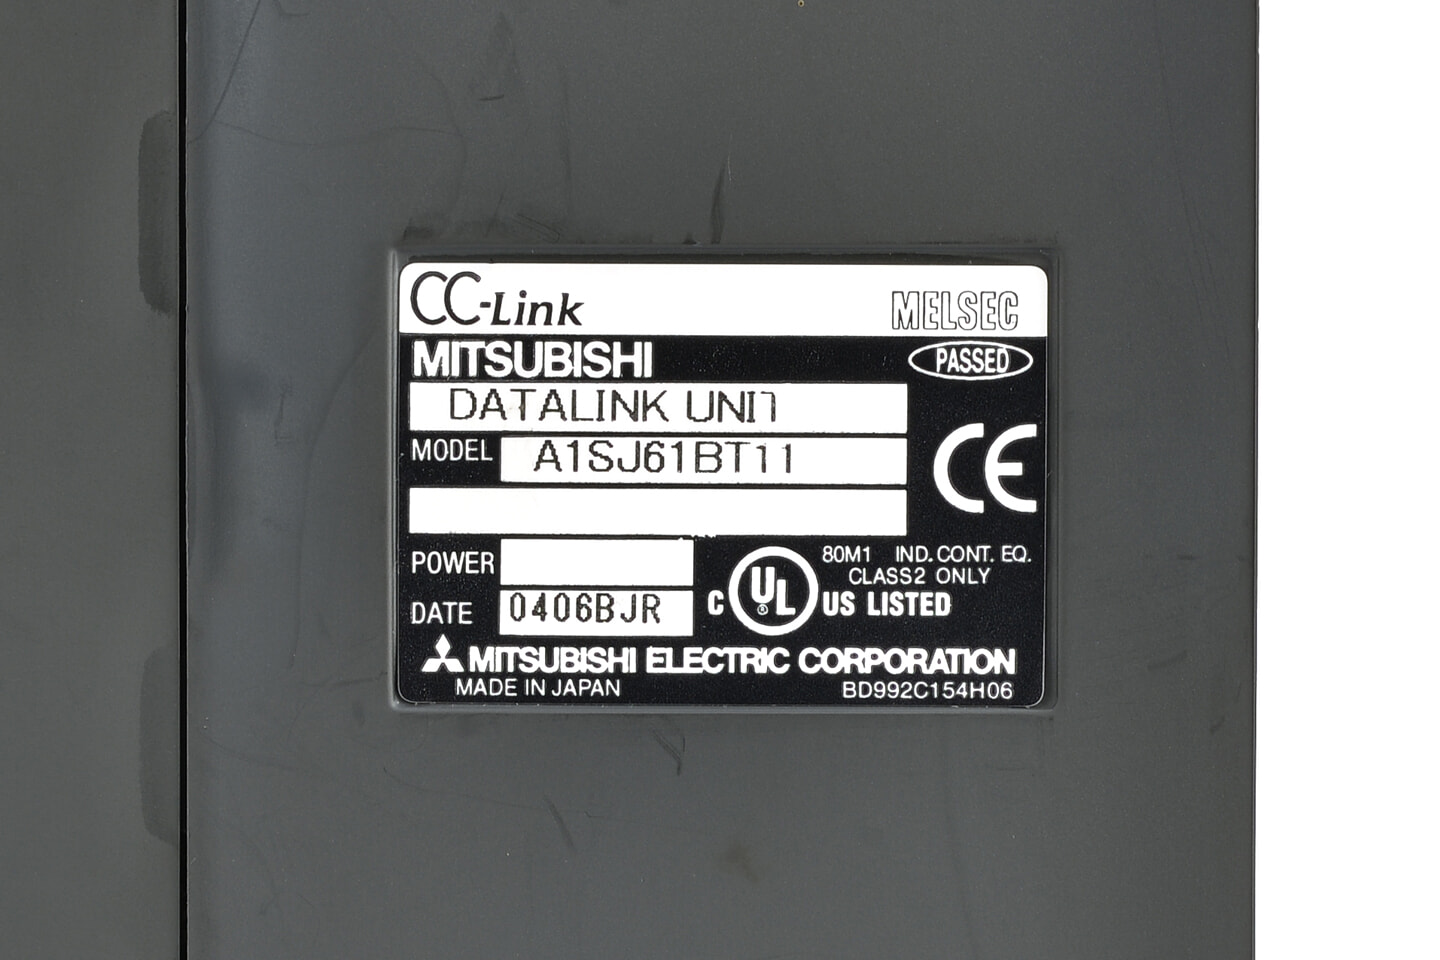 CC-Link MELSEC
MITSUBISHI PASSED
DATALINK UNIT
MODEL A1SJ61BT11
CE
POWER
80M1 IND. CONT. EQ.
CLASS2 ONLY
DATE 0406BJR
C UL ® US LISTED
MITSUBISHI ELECTRIC CORPORATION
MADE IN JAPAN BD992C154H06